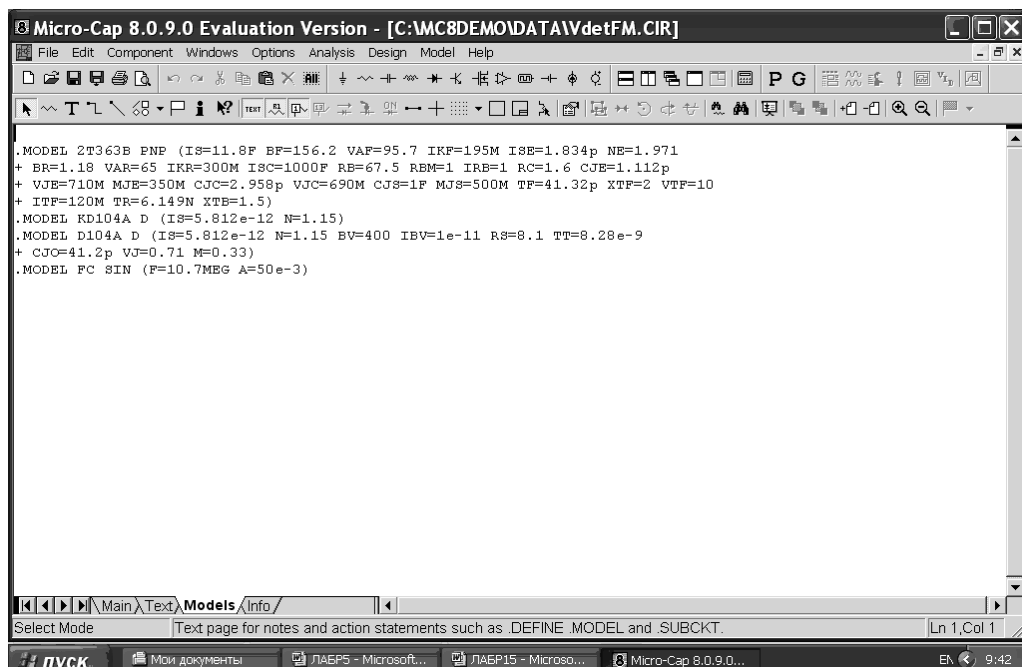 Micro-Cap 8.0.9.0 Evaluation Version - [C:\MC8DEMO\DATA\VdetFM.CIR]
File Edit Component Windows Options Analysis Design Model Help
.MODEL 2T363B PNP (IS=11.8F BF=156.2 VAF=95.7 IKF=195M ISE=1.834p NE=1.971
+ BR=1.18 VAR=65 IKR=300M ISC=1000F RB=67.5 RBM=1 IRB=1 RC=1.6 CJE=1.112p
+ VJE=710M MJE=350M CJC=2.958p VJC=690M CJS=1F MJS=500M TF=41.32p XTF=2 VTF=10
+ ITF=120M TR=6.149N XTB=1.5)
.MODEL KD104A D (IS=5.812e-12 N=1.15)
.MODEL D104A D (IS=5.812e-12 N=1.15 BV=400 IBV=1e-11 RS=8.1 TT=8.28e-9
+ CJO=41.2p VJ=0.71 M=0.33)
.MODEL FC SIN (F=10.7MEG A=50e-3)
Main Text Models Info
Select Mode Text page for notes and action statements such as .DEFINE .MODEL and .SUBCKT. Ln 1,Col 1
пуск Мои документы ЛАБР5 - Microsoft... ЛАБР15 - Microso... Micro-Cap 8.0.9.0... EN 9:42